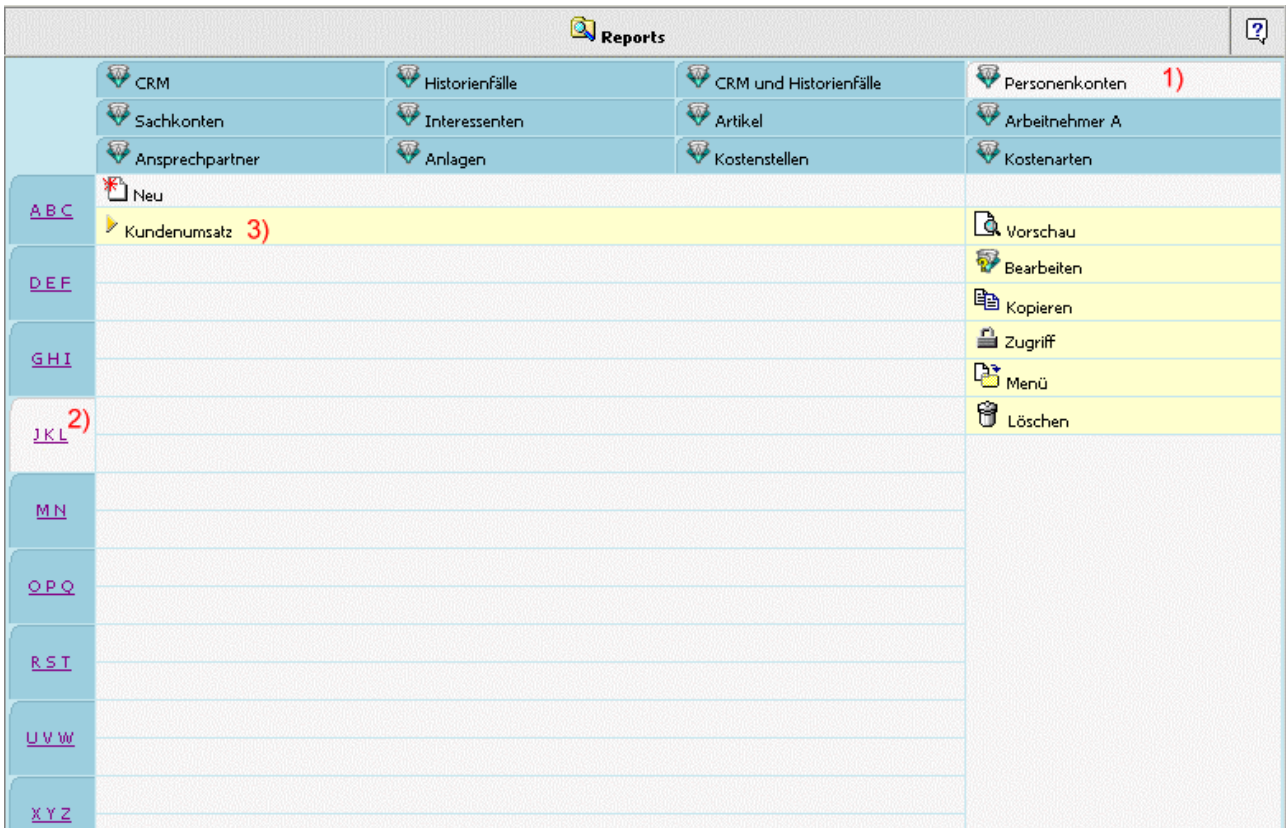 Reports
CRM Historienfälle CRM und Historienfälle Personenkonten 1)
Sachkonten Interessenten Artikel Arbeitnehmer A
Ansprechpartner Anlagen Kostenstellen Kostenarten
Neu
A B C
Kundenumsatz 3) Vorschau
Bearbeiten
D E F
Kopieren
Zugriff
G H I
Menü
2)
J K L
Löschen
M N
O P Q
R S T
U V W
X Y Z